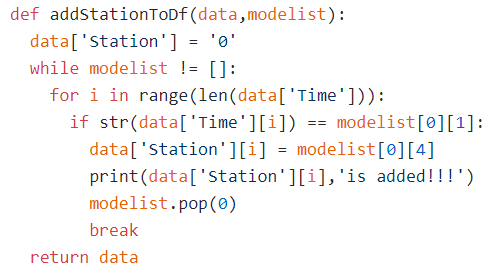 def addStationToDf(data,modelist):
  data['Station'] = '0'
  while modelist != []:
    for i in range(len(data['Time'])):
      if str(data['Time'][i]) == modelist[0][1]:
        data['Station'][i] = modelist[0][4]
        print(data['Station'][i],'is added!!!')
        modelist.pop(0)
        break
  return data